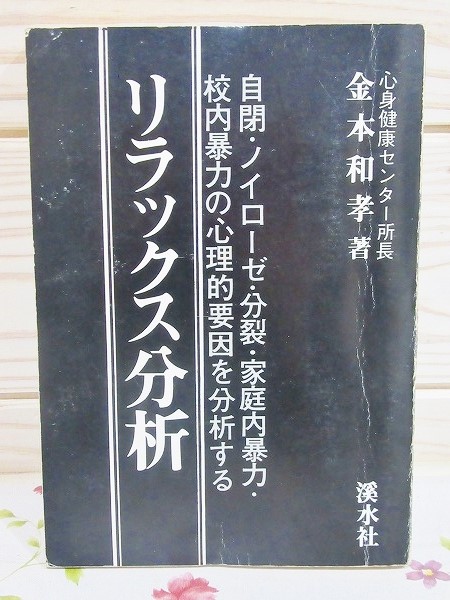 心身健康センター所長
金本和孝著
自閉・ノイローゼ・分裂・家庭内暴力・
校内暴力の心理的要因を分析する
リラックス分析
溪水社